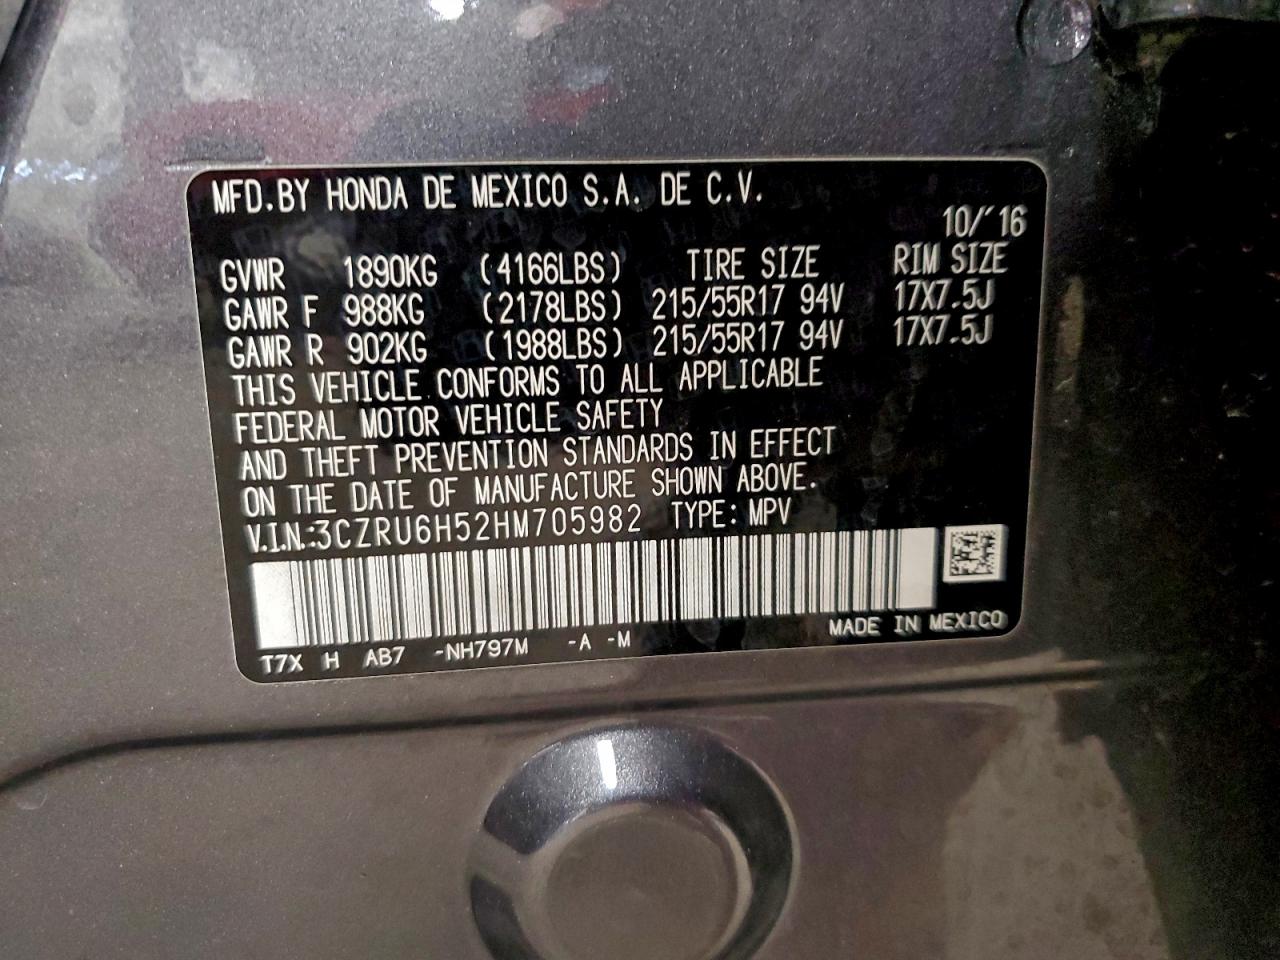 MFD.BY HONDA DE MEXICO S.A. DE C.V.
10/'16
GVWR 1890KG (4166LBS) TIRE SIZE RIM SIZE
GAWR F 988KG (2178LBS) 215/55R17 94V 17X7.5J
GAWR R 902KG (1988LBS) 215/55R17 94V 17X7.5J
THIS VEHICLE CONFORMS TO ALL APPLICABLE
FEDERAL MOTOR VEHICLE SAFETY
AND THEFT PREVENTION STANDARDS IN EFFECT
ON THE DATE OF MANUFACTURE SHOWN ABOVE.
V.I.N.:3CZRU6H52HM705982 TYPE: MPV
MADE IN MEXICO
T7X H AB7 -NH797M -A -M